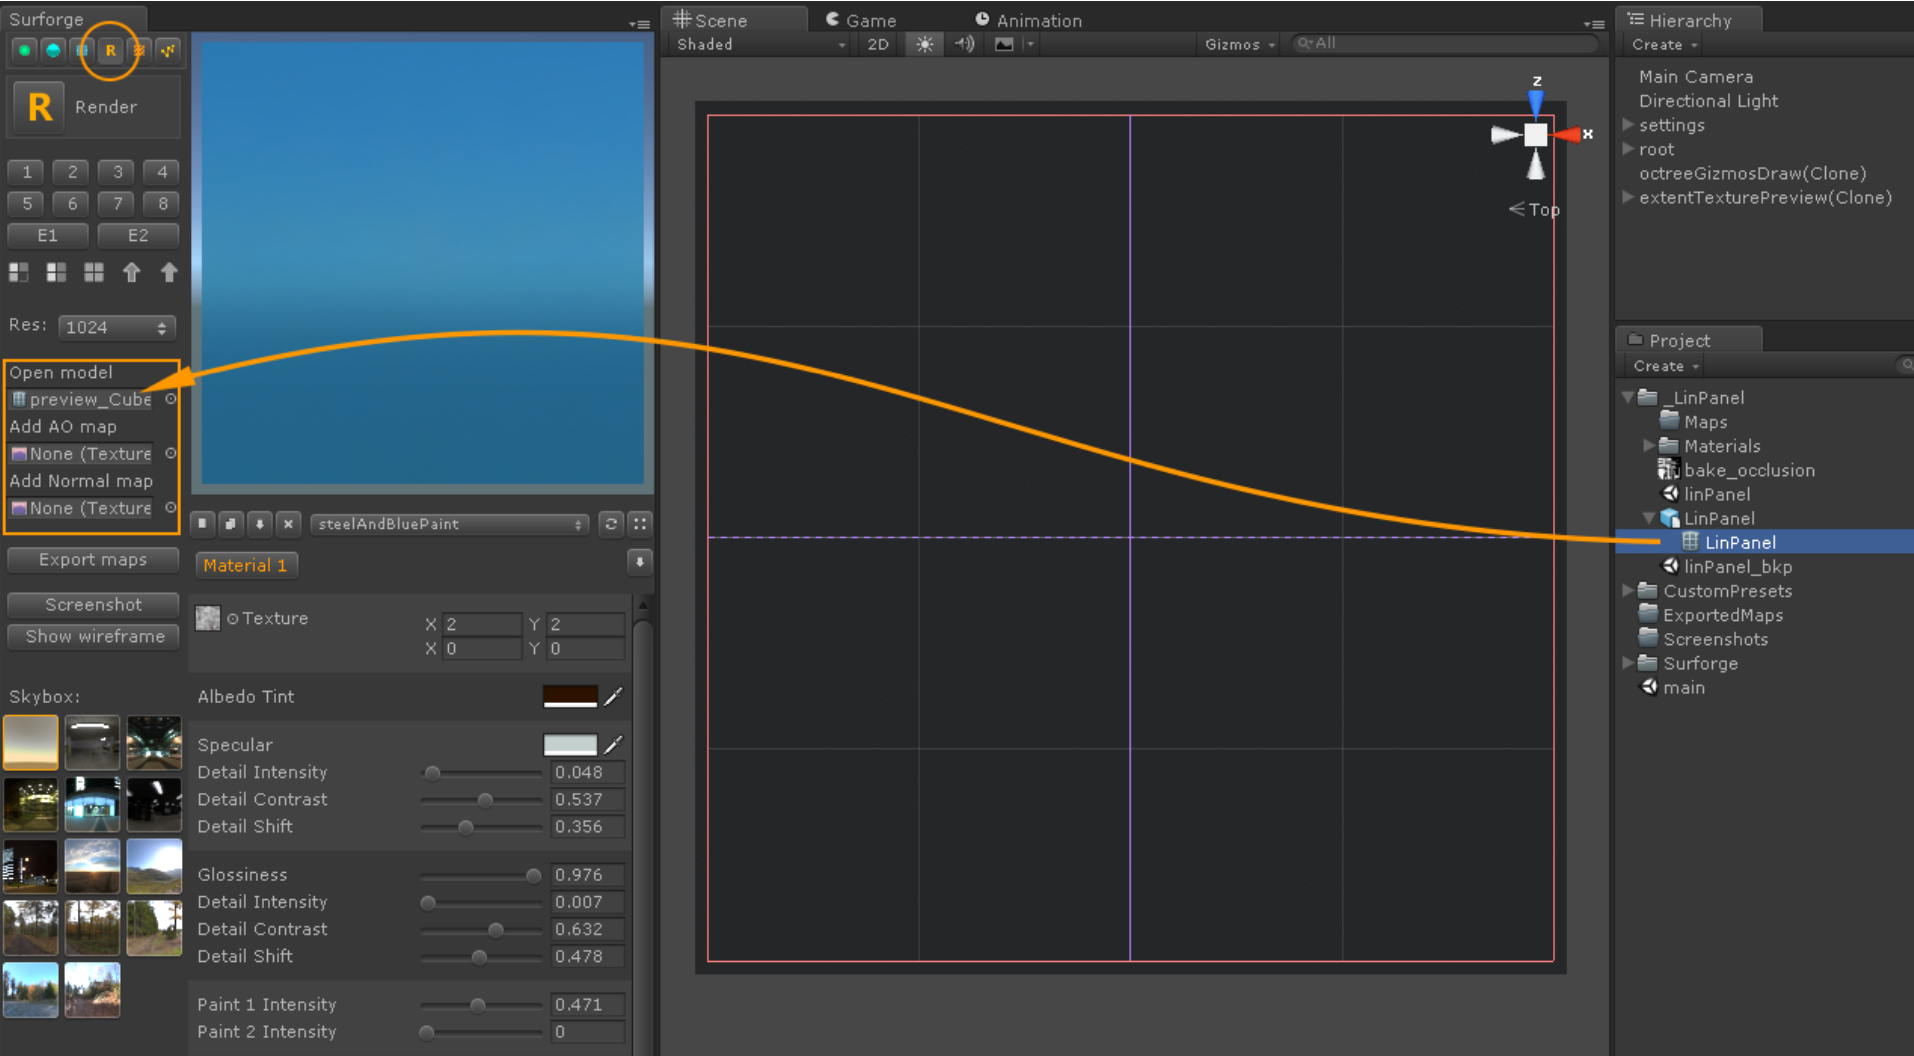 Surforge
R
R Render
1 2 3 4
5 6 7 8
E1 E2
Res: 1024
Open model
preview_Cube
Add AO map
None (Texture
Add Normal map
None (Texture
Export maps
Screenshot
Show wireframe
Skybox:
steelAndBluePaint
Material 1
Texture
X 2 Y 2
X 0 Y 0
Albedo Tint
Specular
Detail Intensity 0.048
Detail Contrast 0.537
Detail Shift 0.356
Glossiness 0.976
Detail Intensity 0.007
Detail Contrast 0.632
Detail Shift 0.478
Paint 1 Intensity 0.471
Paint 2 Intensity 0
Scene Game Animation
Shaded 2D Gizmos All
z
x
Top
Hierarchy
Create
Main Camera
Directional Light
settings
root
octreeGizmosDraw(Clone)
extentTexturePreview(Clone)
Project
Create
_LinPanel
Maps
Materials
bake_occlusion
linPanel
LinPanel
LinPanel
linPanel_bkp
CustomPresets
ExportedMaps
Screenshots
Surforge
main